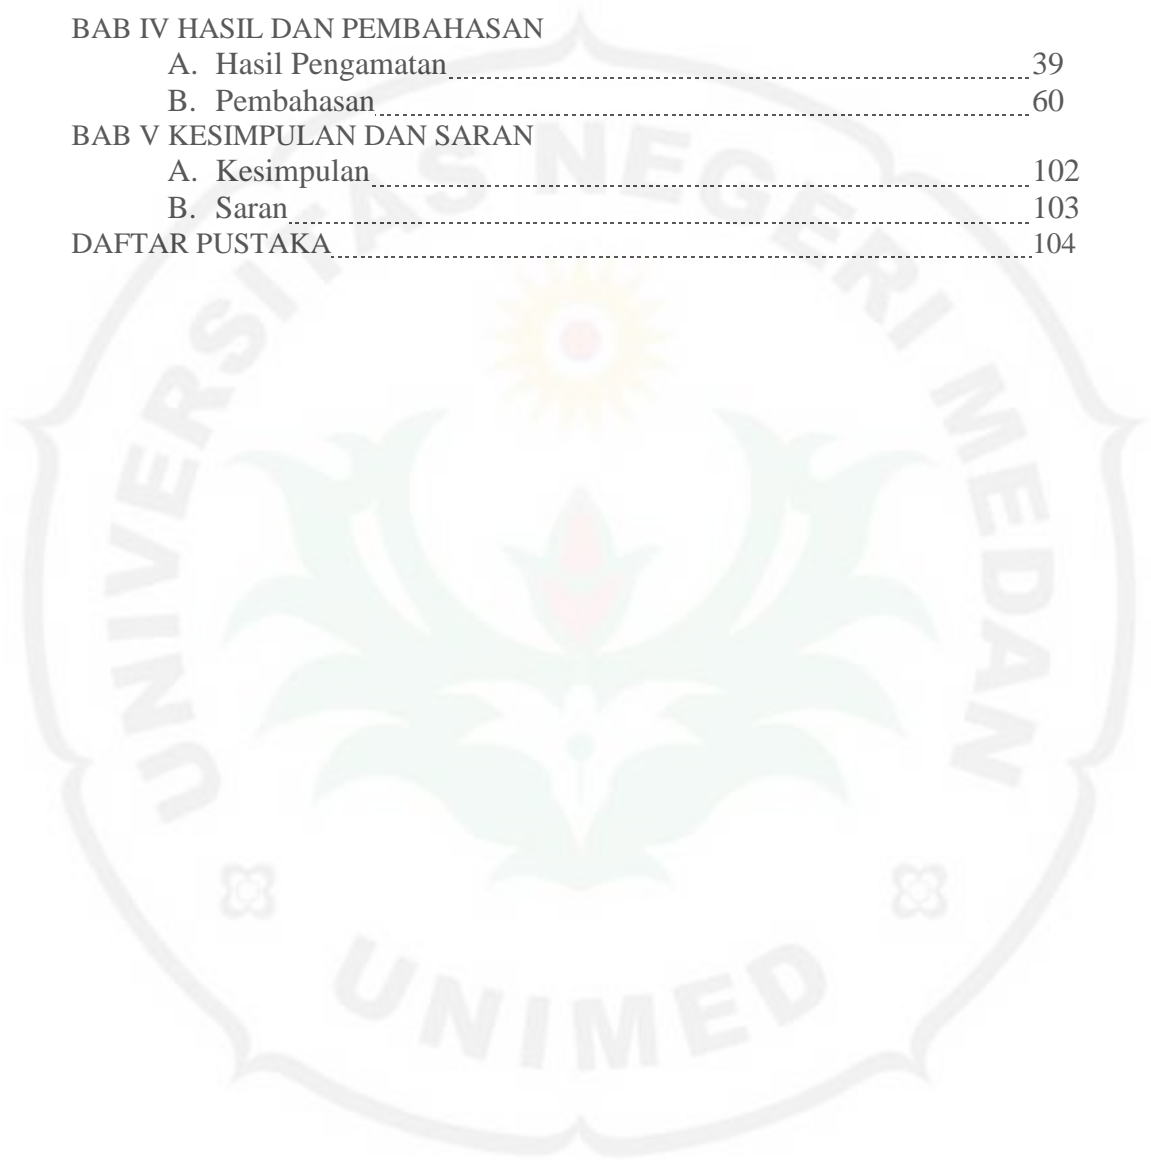 BAB IV HASIL DAN PEMBAHASAN
A. Hasil Pengamatan 39
B. Pembahasan 60
BAB V KESIMPULAN DAN SARAN
A. Kesimpulan 102
B. Saran 103
DAFTAR PUSTAKA 104
UNIVERSITAS NEGERI MEDAN
UNIMED